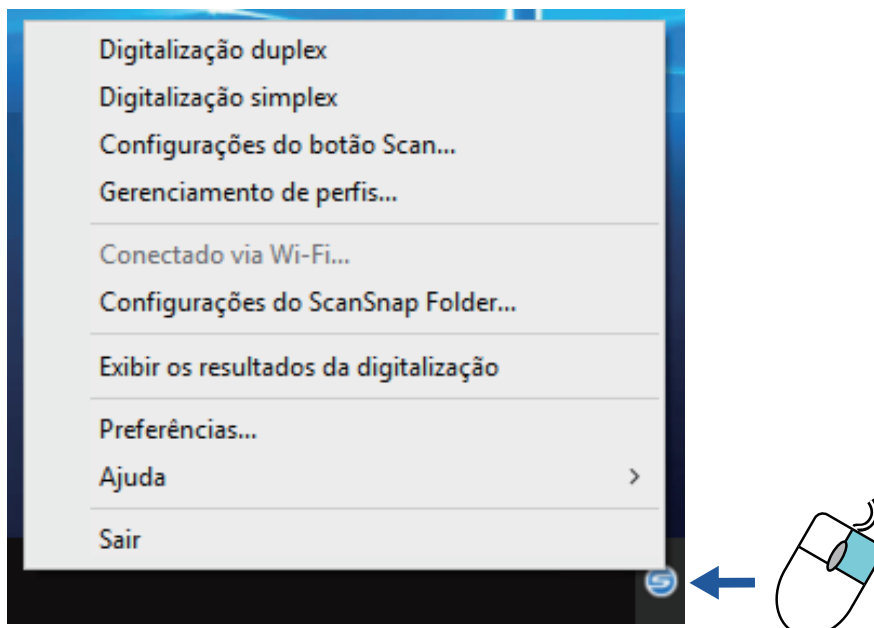 Digitalização duplex
Digitalização simplex
Configurações do botão Scan...
Gerenciamento de perfis...
Conectado via Wi-Fi...
Configurações do ScanSnap Folder...
Exibir os resultados da digitalização
Preferências...
Ajuda
Sair